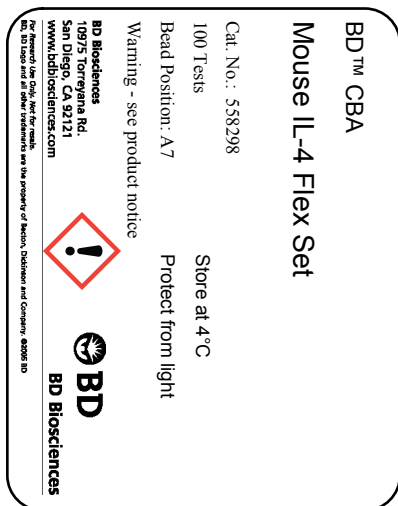 BD™ CBA
Mouse IL-4 Flex Set
Cat. No.: 558298
100 Tests Store at 4°C
Bead Position: A7 Protect from light
Warning - see product notice
BD Biosciences
10975 Torreyana Rd.
San Diego, CA 92121
www.bdbiosciences.com
BD
BD Biosciences
For Research Use Only. Not for resale.
BD, BD Logo and all other trademarks are the property of Becton, Dickinson and Company. ©2005 BD